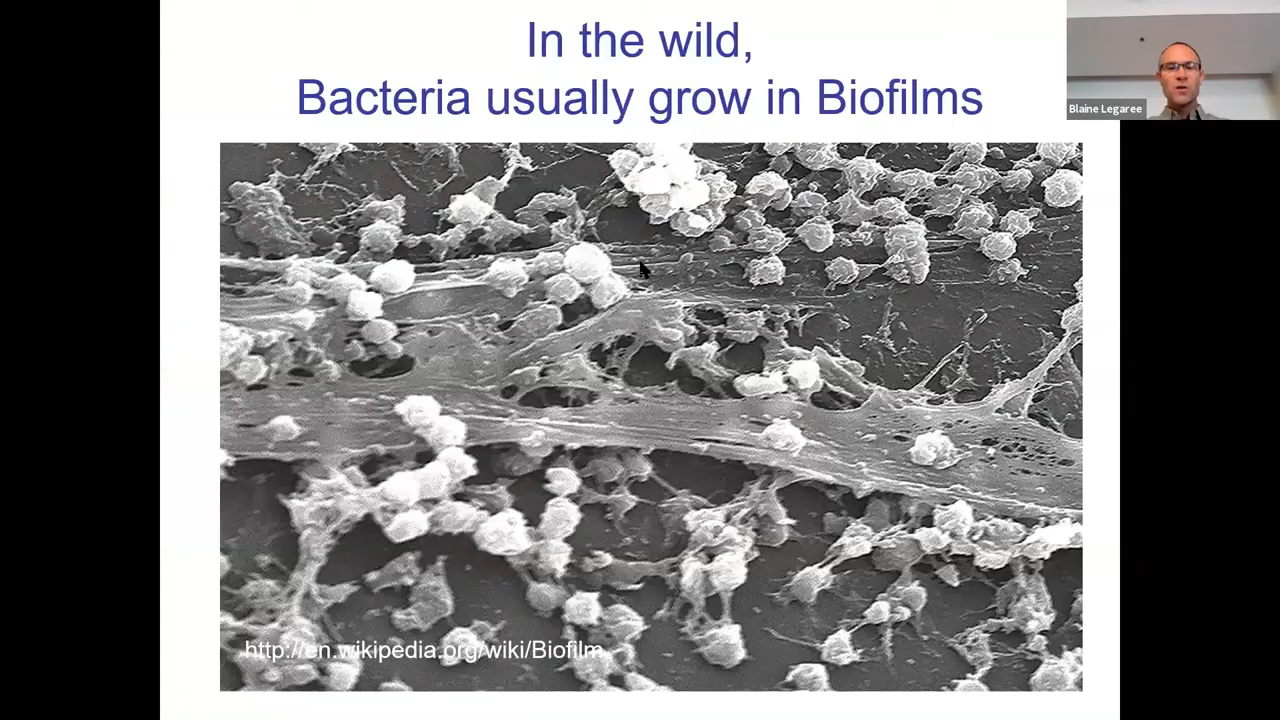 In the wild,
Bacteria usually grow in Biofilms
Blaine Legaree
http://en.wikipedia.org/wiki/Biofilm